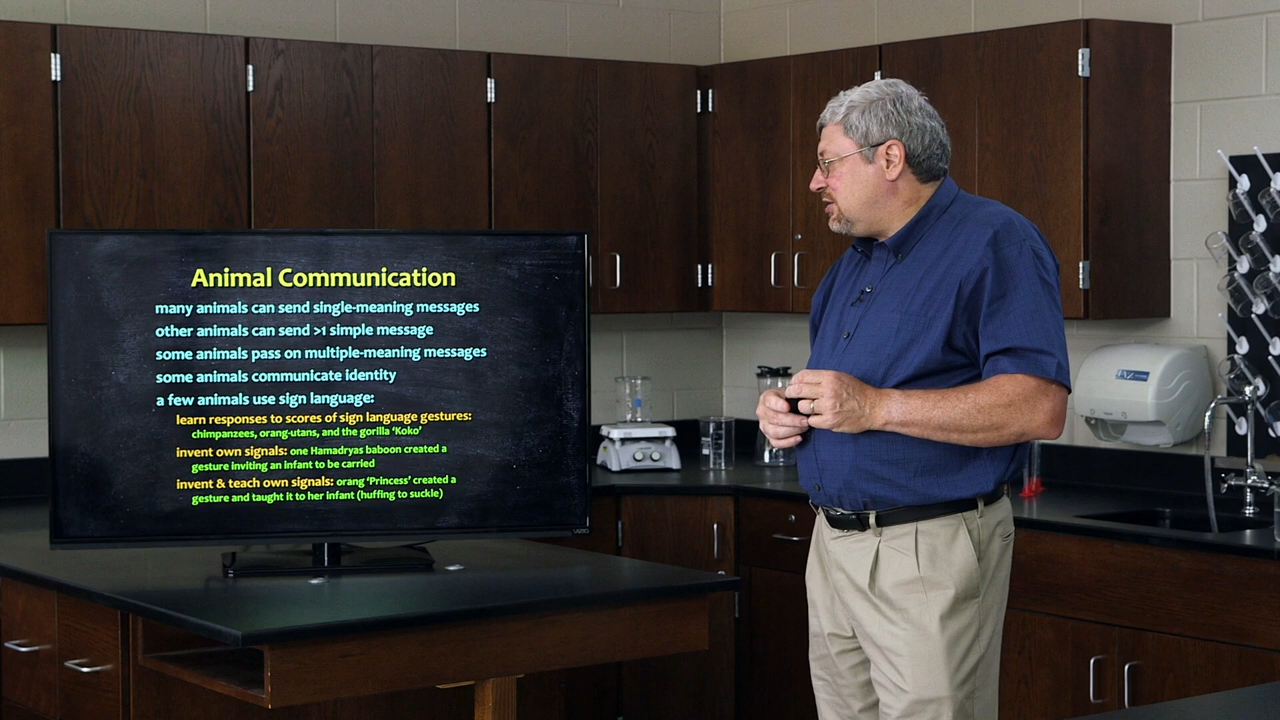 Animal Communication
many animals can send single-meaning messages
other animals can send >1 simple message
some animals pass on multiple-meaning messages
some animals communicate identity
a few animals use sign language:
learn responses to scores of sign language gestures:
chimpanzees, orang-utans, and the gorilla ‘Koko’
invent own signals: one Hamadryas baboon created a
gesture inviting an infant to be carried
invent & teach own signals: orang ‘Princess’ created a
gesture and taught it to her infant (huffing to suckle)
VIZIO